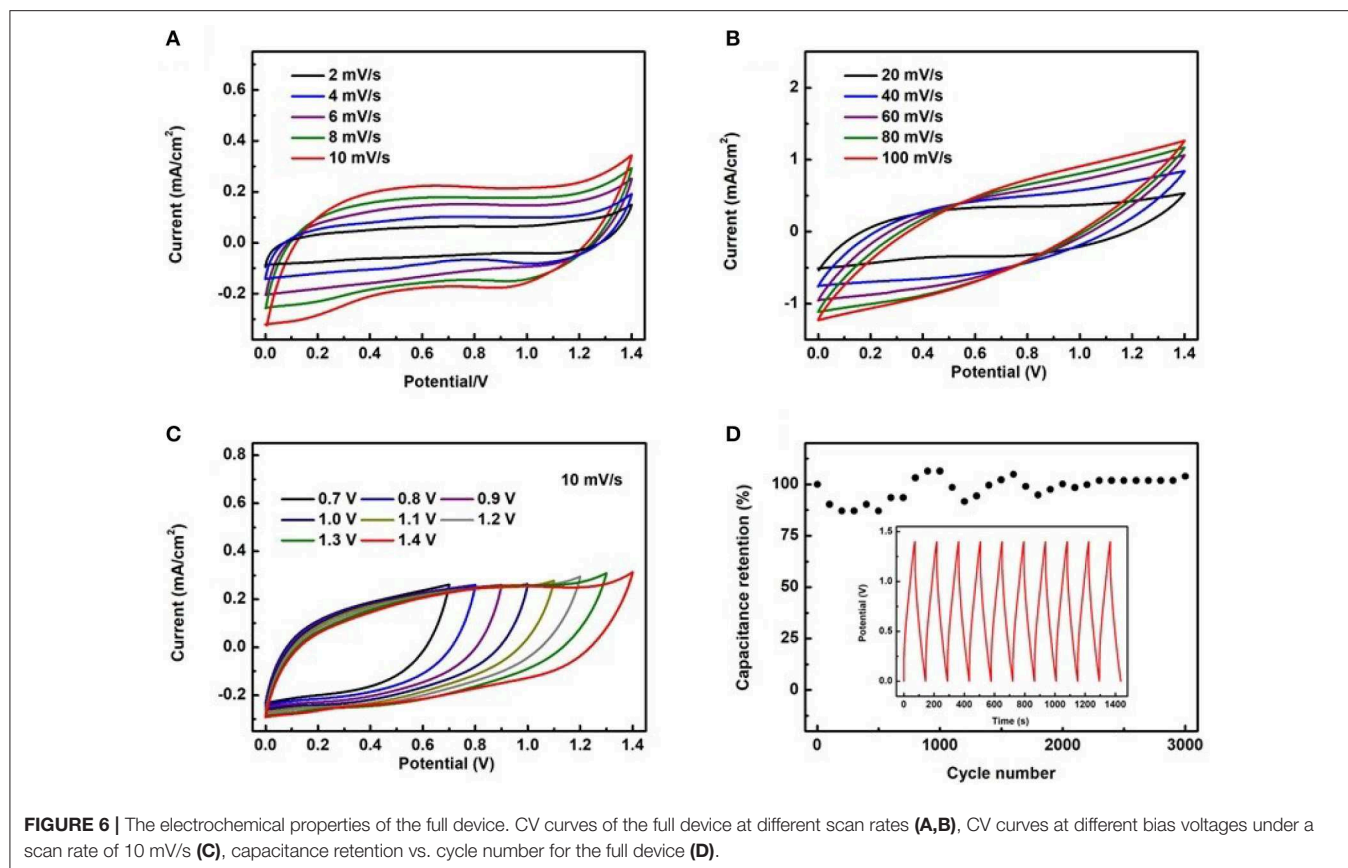 A
2 mV/s
4 mV/s
6 mV/s
8 mV/s
10 mV/s
Current (mA/cm²)
0.6
0.4
0.2
0.0
-0.2
0.0 0.2 0.4 0.6 0.8 1.0 1.2 1.4
Potential/V
B
20 mV/s
40 mV/s
60 mV/s
80 mV/s
100 mV/s
Current (mA/cm²)
2
1
0
-1
0.0 0.2 0.4 0.6 0.8 1.0 1.2 1.4
Potential (V)
C
10 mV/s
0.7 V 0.8 V 0.9 V
1.0 V 1.1 V 1.2 V
1.3 V 1.4 V
Current (mA/cm²)
0.8
0.6
0.4
0.2
0.0
-0.2
0.0 0.2 0.4 0.6 0.8 1.0 1.2 1.4
Potential (V)
D
Capacitance retention (%)
100
75
50
25
0
0 1000 2000 3000
Cycle number
Potential (V)
1.5
1.0
0.5
0.0
0 200 400 600 800 1000 1200 1400
Time (s)
FIGURE 6 | The electrochemical properties of the full device. CV curves of the full device at different scan rates (A,B), CV curves at different bias voltages under a
scan rate of 10 mV/s (C), capacitance retention vs. cycle number for the full device (D).